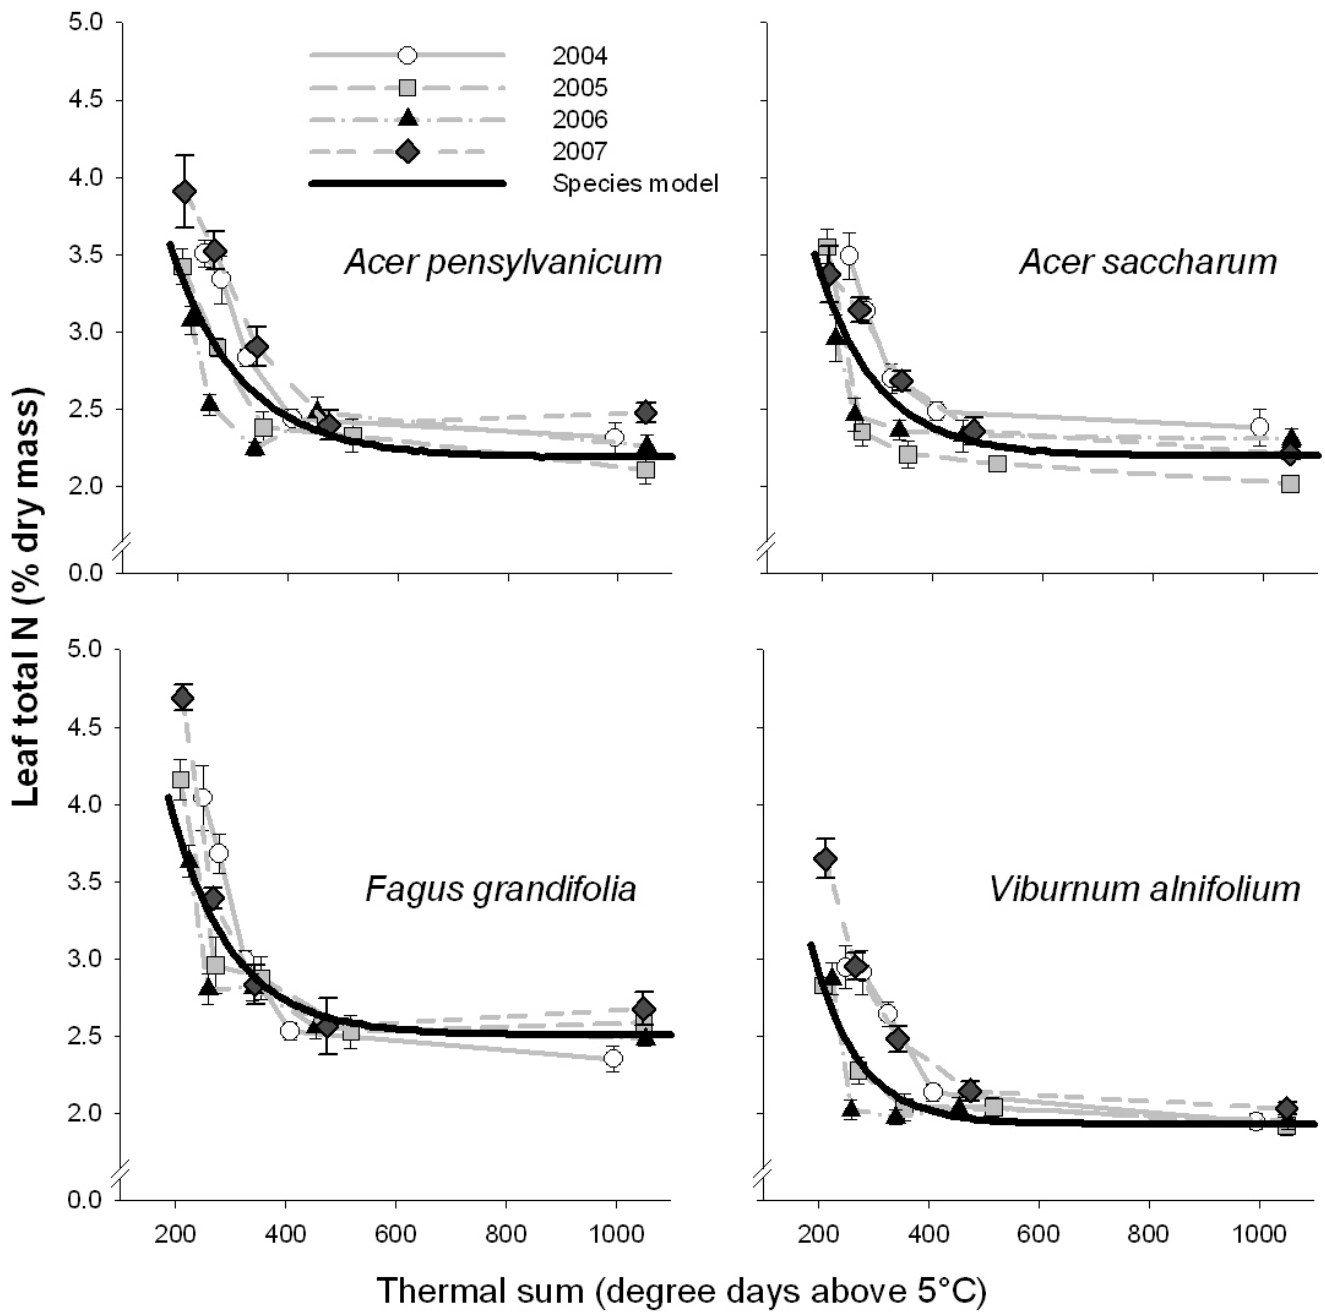 5.0
4.5
4.0
3.5
3.0
2.5
2.0
0.0
2004
2005
2006
2007
Species model
Acer pensylvanicum
Acer saccharum
Leaf total N (% dry mass)
5.0
4.5
4.0
3.5
3.0
2.5
2.0
0.0
Fagus grandifolia
Viburnum alnifolium
200 400 600 800 1000
200 400 600 800 1000
Thermal sum (degree days above 5°C)